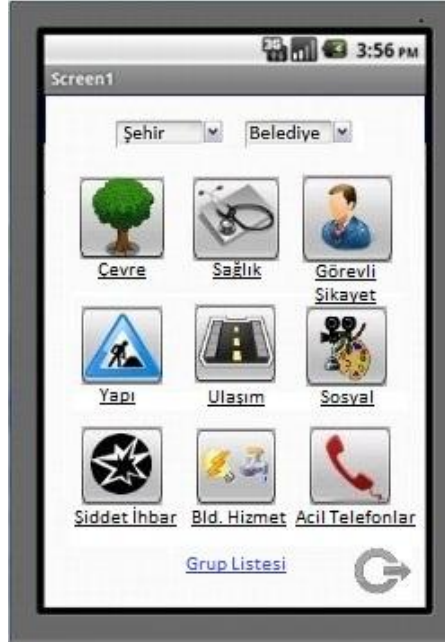 3G
3:56 PM
Screen1
Şehir Belediye
Çevre Sağlık Görevli
Şikayet
Yapı Ulaşım Sosyal
Şiddet İhbar Bld. Hizmet Acil Telefonlar
Grup Listesi